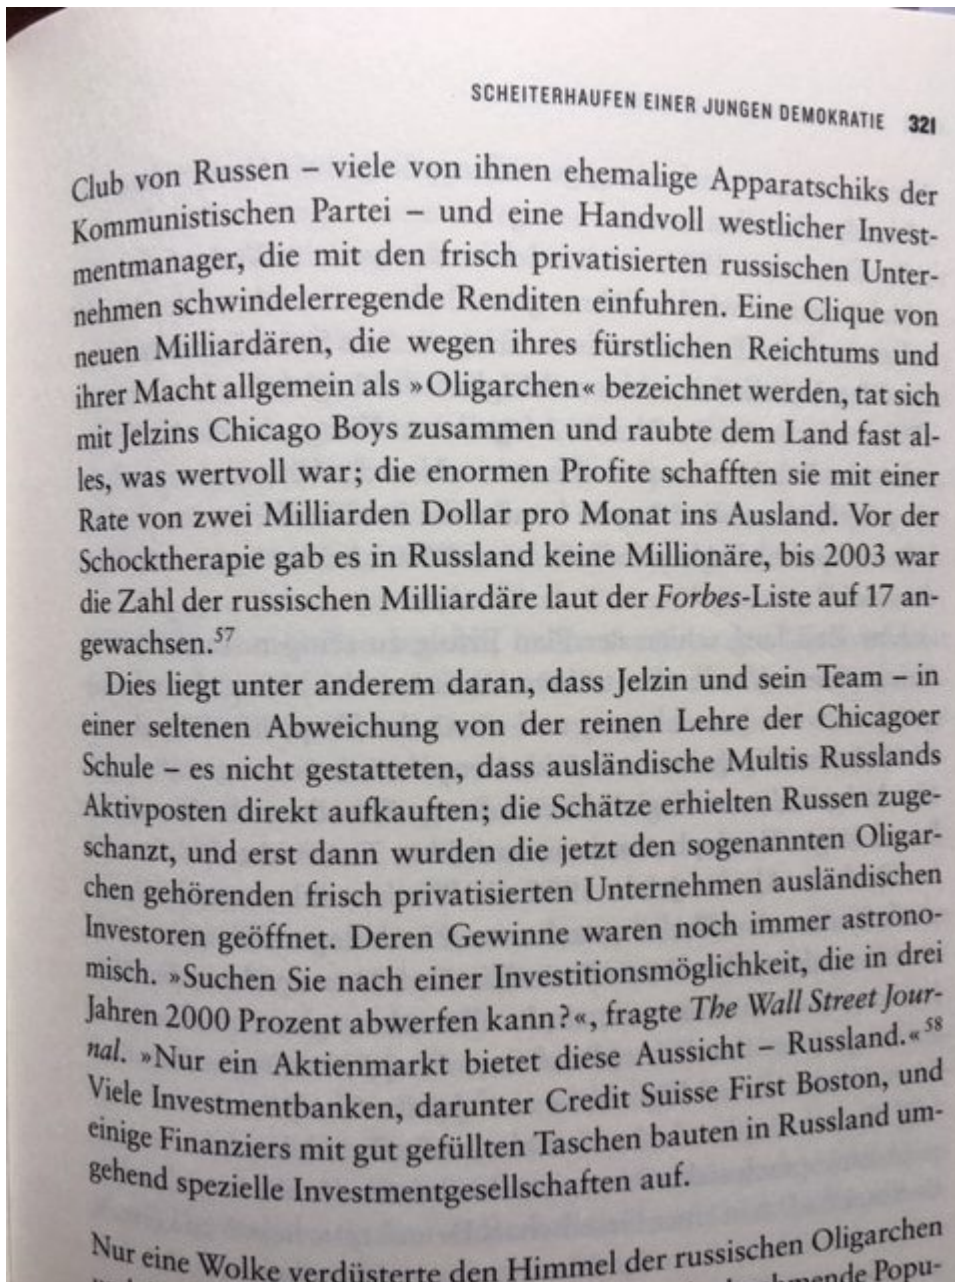 SCHEITERHAUFEN EINER JUNGEN DEMOKRATIE 321
Club von Russen – viele von ihnen ehemalige Apparatschiks der
Kommunistischen Partei – und eine Handvoll westlicher Invest-
mentmanager, die mit den frisch privatisierten russischen Unter-
nehmen schwindelerregende Renditen einfuhren. Eine Clique von
neuen Milliardären, die wegen ihres fürstlichen Reichtums und
ihrer Macht allgemein als »Oligarchen« bezeichnet werden, tat sich
mit Jelzins Chicago Boys zusammen und raubte dem Land fast al-
les, was wertvoll war; die enormen Profite schafften sie mit einer
Rate von zwei Milliarden Dollar pro Monat ins Ausland. Vor der
Schocktherapie gab es in Russland keine Millionäre, bis 2003 war
die Zahl der russischen Milliardäre laut der Forbes-Liste auf 17 an-
gewachsen.57
Dies liegt unter anderem daran, dass Jelzin und sein Team – in
einer seltenen Abweichung von der reinen Lehre der Chicagoer
Schule – es nicht gestatteten, dass ausländische Multis Russlands
Aktivposten direkt aufkauften; die Schätze erhielten Russen zuge-
schanzt, und erst dann wurden die jetzt den sogenannten Oligar-
chen gehörenden frisch privatisierten Unternehmen ausländischen
Investoren geöffnet. Deren Gewinne waren noch immer astrono-
misch. »Suchen Sie nach einer Investitionsmöglichkeit, die in drei
Jahren 2000 Prozent abwerfen kann?«, fragte The Wall Street Jour-
nal. »Nur ein Aktienmarkt bietet diese Aussicht – Russland.«58
Viele Investmentbanken, darunter Credit Suisse First Boston, und
einige Finanziers mit gut gefüllten Taschen bauten in Russland um-
gehend spezielle Investmentgesellschaften auf.
Nur eine Wolke verdüsterte den Himmel der russischen Oligarchen
Popu-